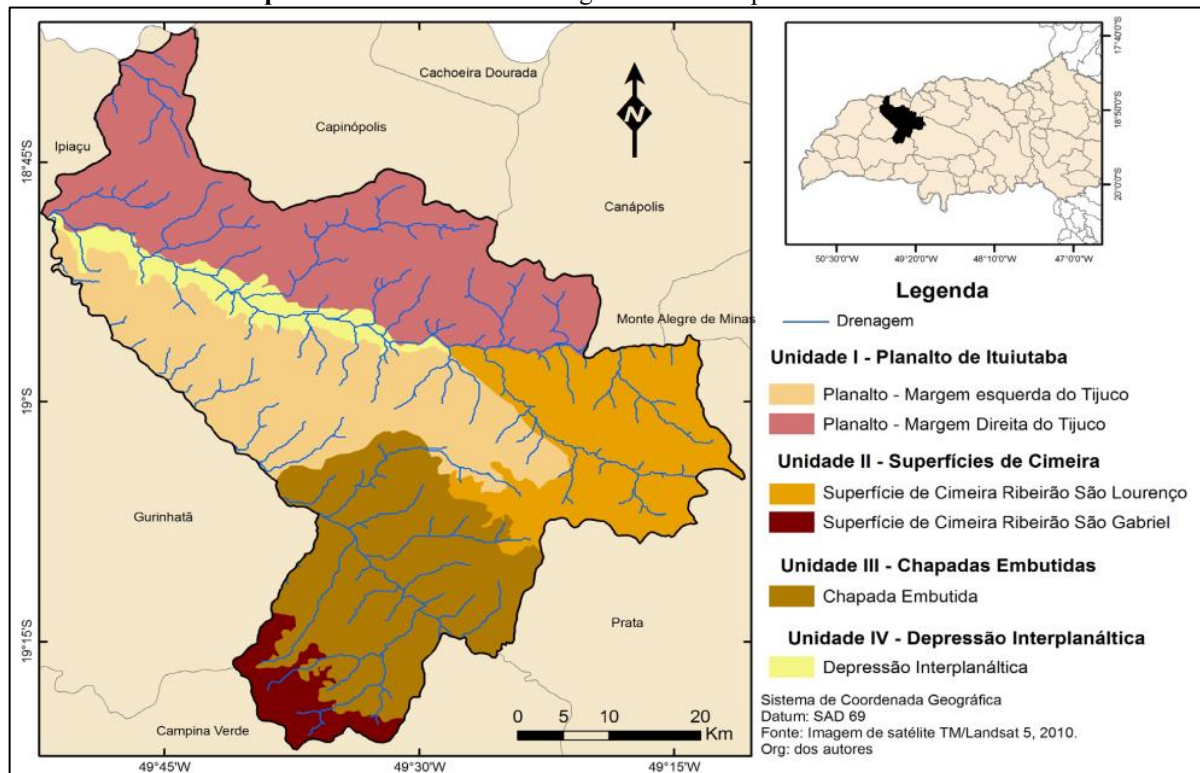 Cachoeira Dourada
Capinópolis
Ipiaçu
Canápolis
Monte Alegre de Minas
Gurinhatã
Prata
Campina Verde
N
18°45'
19°S
19°15'
49°45'W
49°30'W
49°15'W
0 5 10 20
Km
17°40'S
18°50'S
20°0'S
50°30'0"W
49°20'0"W
48°10'0"W
47°0'W
Legenda
Drenagem
Unidade I - Planalto de Ituiutaba
Planalto - Margem esquerda do Tijuco
Planalto - Margem Direita do Tijuco
Unidade II - Superfícies de Cimeira
Superfície de Cimeira Ribeirão São Lourenço
Superfície de Cimeira Ribeirão São Gabriel
Unidade III - Chapadas Embutidas
Chapada Embutida
Unidade IV - Depressão Interplanáltica
Depressão Interplanáltica
Sistema de Coordenada Geográfica
Datum: SAD 69
Fonte: Imagem de satélite TM/Landsat 5, 2010.
Org: dos autores